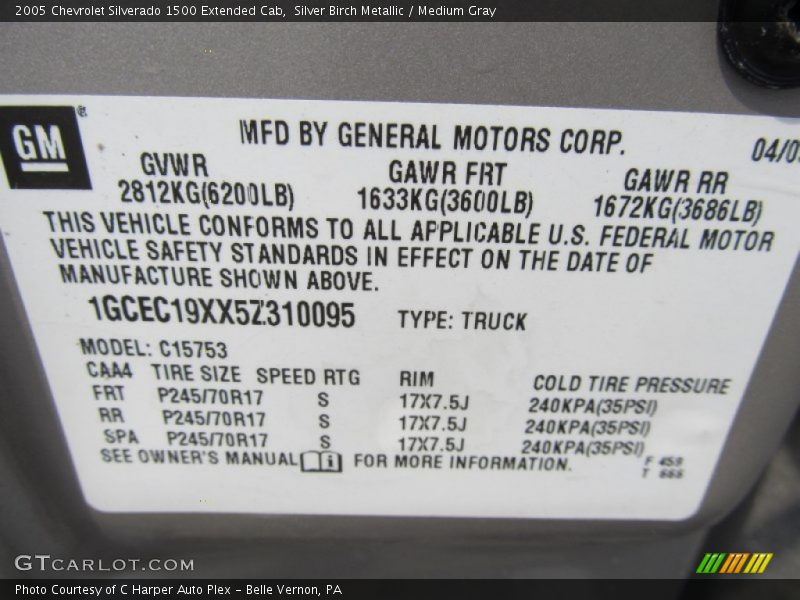 2005 Chevrolet Silverado 1500 Extended Cab,  Silver Birch Metallic / Medium Gray
GM®
MFD BY GENERAL MOTORS CORP.
GVWR GAWR FRT GAWR RR
2812KG(6200LB) 1633KG(3600LB) 1672KG(3686LB)
THIS VEHICLE CONFORMS TO ALL APPLICABLE U.S. FEDERAL MOTOR
VEHICLE SAFETY STANDARDS IN EFFECT ON THE DATE OF
MANUFACTURE SHOWN ABOVE.
1GCEC19XX5Z310095 TYPE: TRUCK
MODEL: C15753
CAA4 TIRE SIZE SPEED RTG RIM COLD TIRE PRESSURE
FRT P245/70R17 S 17X7.5J 240KPA(35PSI)
RR P245/70R17 S 17X7.5J 240KPA(35PSI)
SPA P245/70R17 S 17X7.5J 240KPA(35PSI)
SEE OWNER'S MANUAL FOR MORE INFORMATION.
F 459
T 666
GTCARLOT.COM
Photo Courtesy of C Harper Auto Plex - Belle Vernon, PA